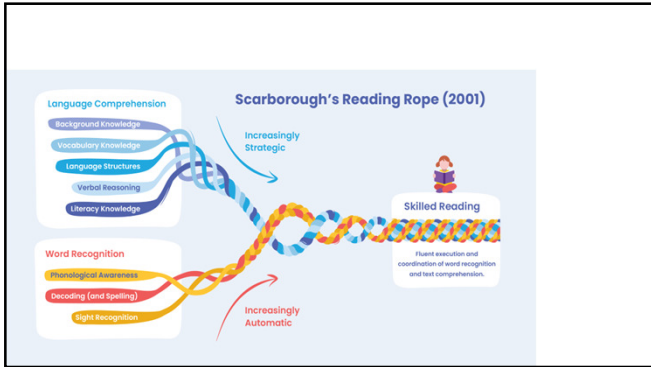 Scarborough's Reading Rope (2001)
Language Comprehension
Background Knowledge
Vocabulary Knowledge
Language Structures
Verbal Reasoning
Literacy Knowledge
Increasingly
Strategic
Word Recognition
Phonological Awareness
Decoding (and Spelling)
Sight Recognition
Increasingly
Automatic
Skilled Reading
Fluent execution and
coordination of word recognition
and text comprehension.